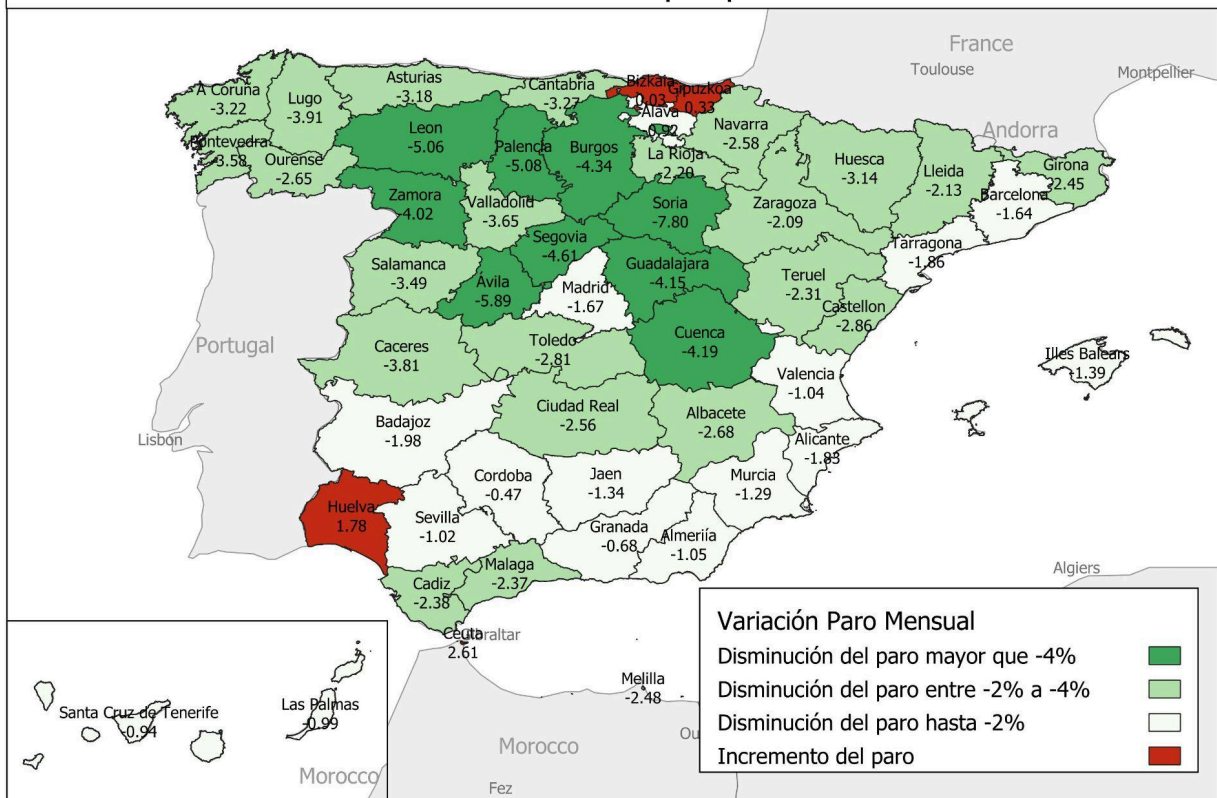 France
Toulouse
Montpellier
Andorra
Portugal
Lisbon
Gibraltar
Algiers
Morocco
Morocco
Fez
Ou
A Coruña
-3.22
Lugo
-3.91
Asturias
-3.18
Cantabria
-3.27
Bizkaia
0.03
Gipuzkoa
0.33
Alava
-0.92
Navarra
-2.58
Pontevedra
-3.58
Ourense
-2.65
Leon
-5.06
Palencia
-5.08
Burgos
-4.34
La Rioja
-2.20
Huesca
-3.14
Lleida
-2.13
Girona
-2.45
Barcelona
-1.64
Zamora
-4.02
Valladolid
-3.65
Soria
-7.80
Zaragoza
-2.09
Tarragona
-1.86
Segovia
-4.61
Salamanca
-3.49
Ávila
-5.89
Madrid
-1.67
Guadalajara
-4.15
Teruel
-2.31
Castellon
-2.86
Caceres
-3.81
Toledo
-2.81
Cuenca
-4.19
Valencia
-1.04
Illes Balears
-1.39
Badajoz
-1.98
Ciudad Real
-2.56
Albacete
-2.68
Alicante
-1.83
Huelva
1.78
Sevilla
-1.02
Cordoba
-0.47
Jaen
-1.34
Murcia
-1.29
Granada
-0.68
Almeriía
-1.05
Cadiz
-2.38
Malaga
-2.37
Ceuta
2.61
Melilla
-2.48
Santa Cruz de Tenerife
-0.94
Las Palmas
-0.99
Variación Paro Mensual
Disminución del paro mayor que -4%
Disminución del paro entre -2% a -4%
Disminución del paro hasta -2%
Incremento del paro